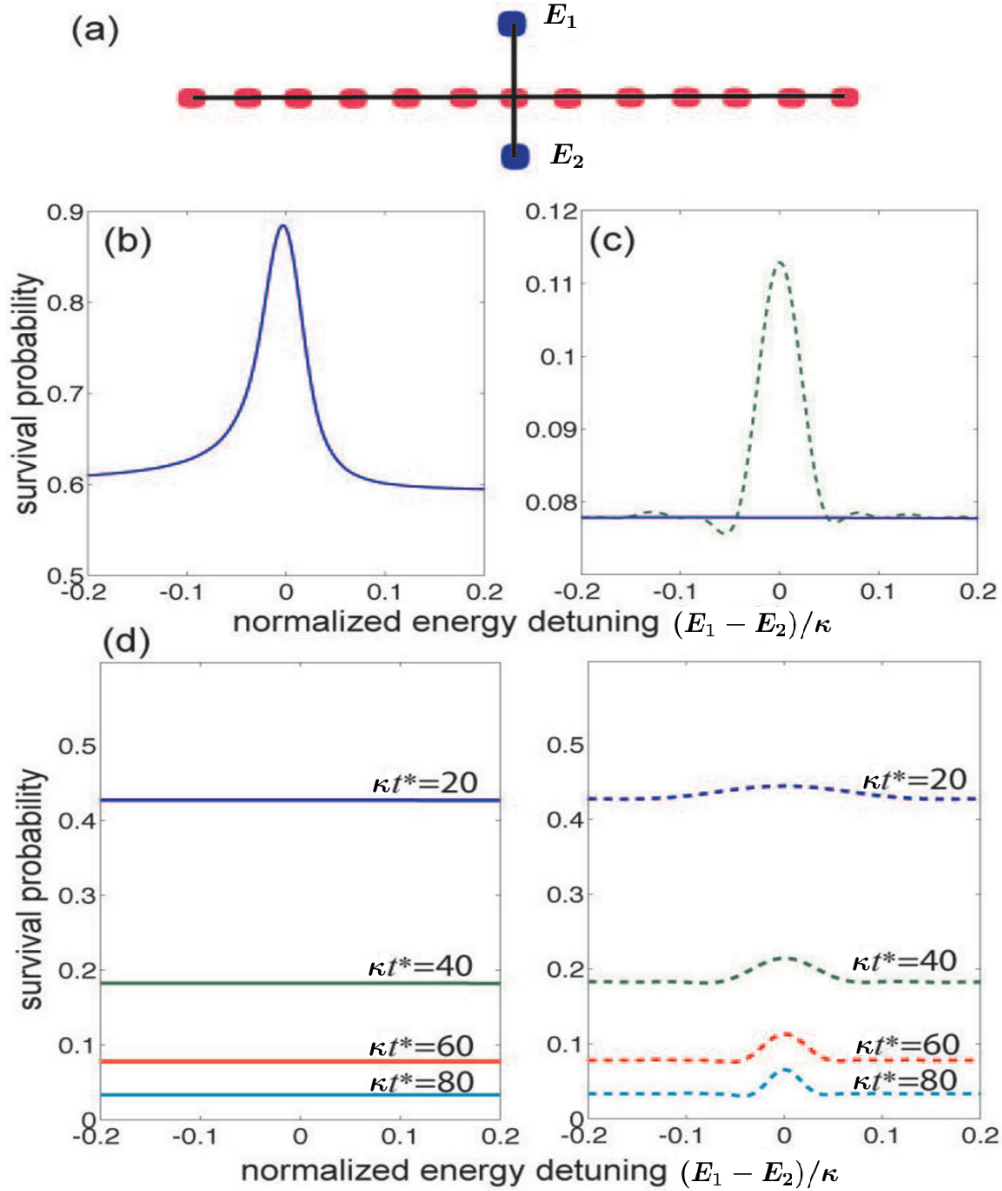 (a)
E₁
E₂
(b)
survival probability
0.9
0.8
0.7
0.6
0.5
-0.2 -0.1 0 0.1 0.2
(c)
0.12
0.11
0.1
0.09
0.08
-0.2 -0.1 0 0.1 0.2
normalized energy detuning (E₁ − E₂)/κ
(d)
survival probability
0.5
0.4
0.3
0.2
0.1
0
κt*=20
κt*=40
κt*=60
κt*=80
-0.2 -0.1 0 0.1 0.2
0.5
0.4
0.3
0.2
0.1
0
κt*=20
κt*=40
κt*=60
κt*=80
-0.2 -0.1 0 0.1 0.2
normalized energy detuning (E₁ − E₂)/κ